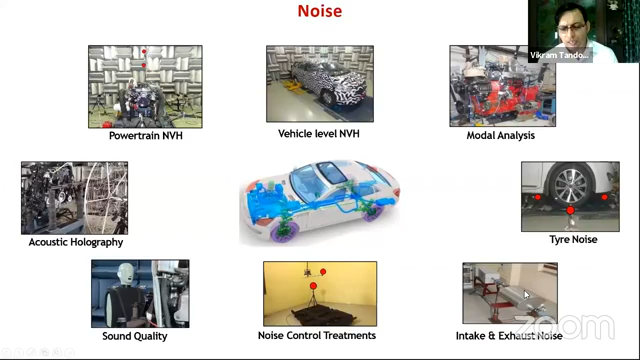 Noise
Vikram Tando...
Powertrain NVH
Vehicle level NVH
Modal Analysis
Acoustic Holography
Tyre Noise
Sound Quality
Noise Control Treatments
Intake & Exhaust Noise
zoom